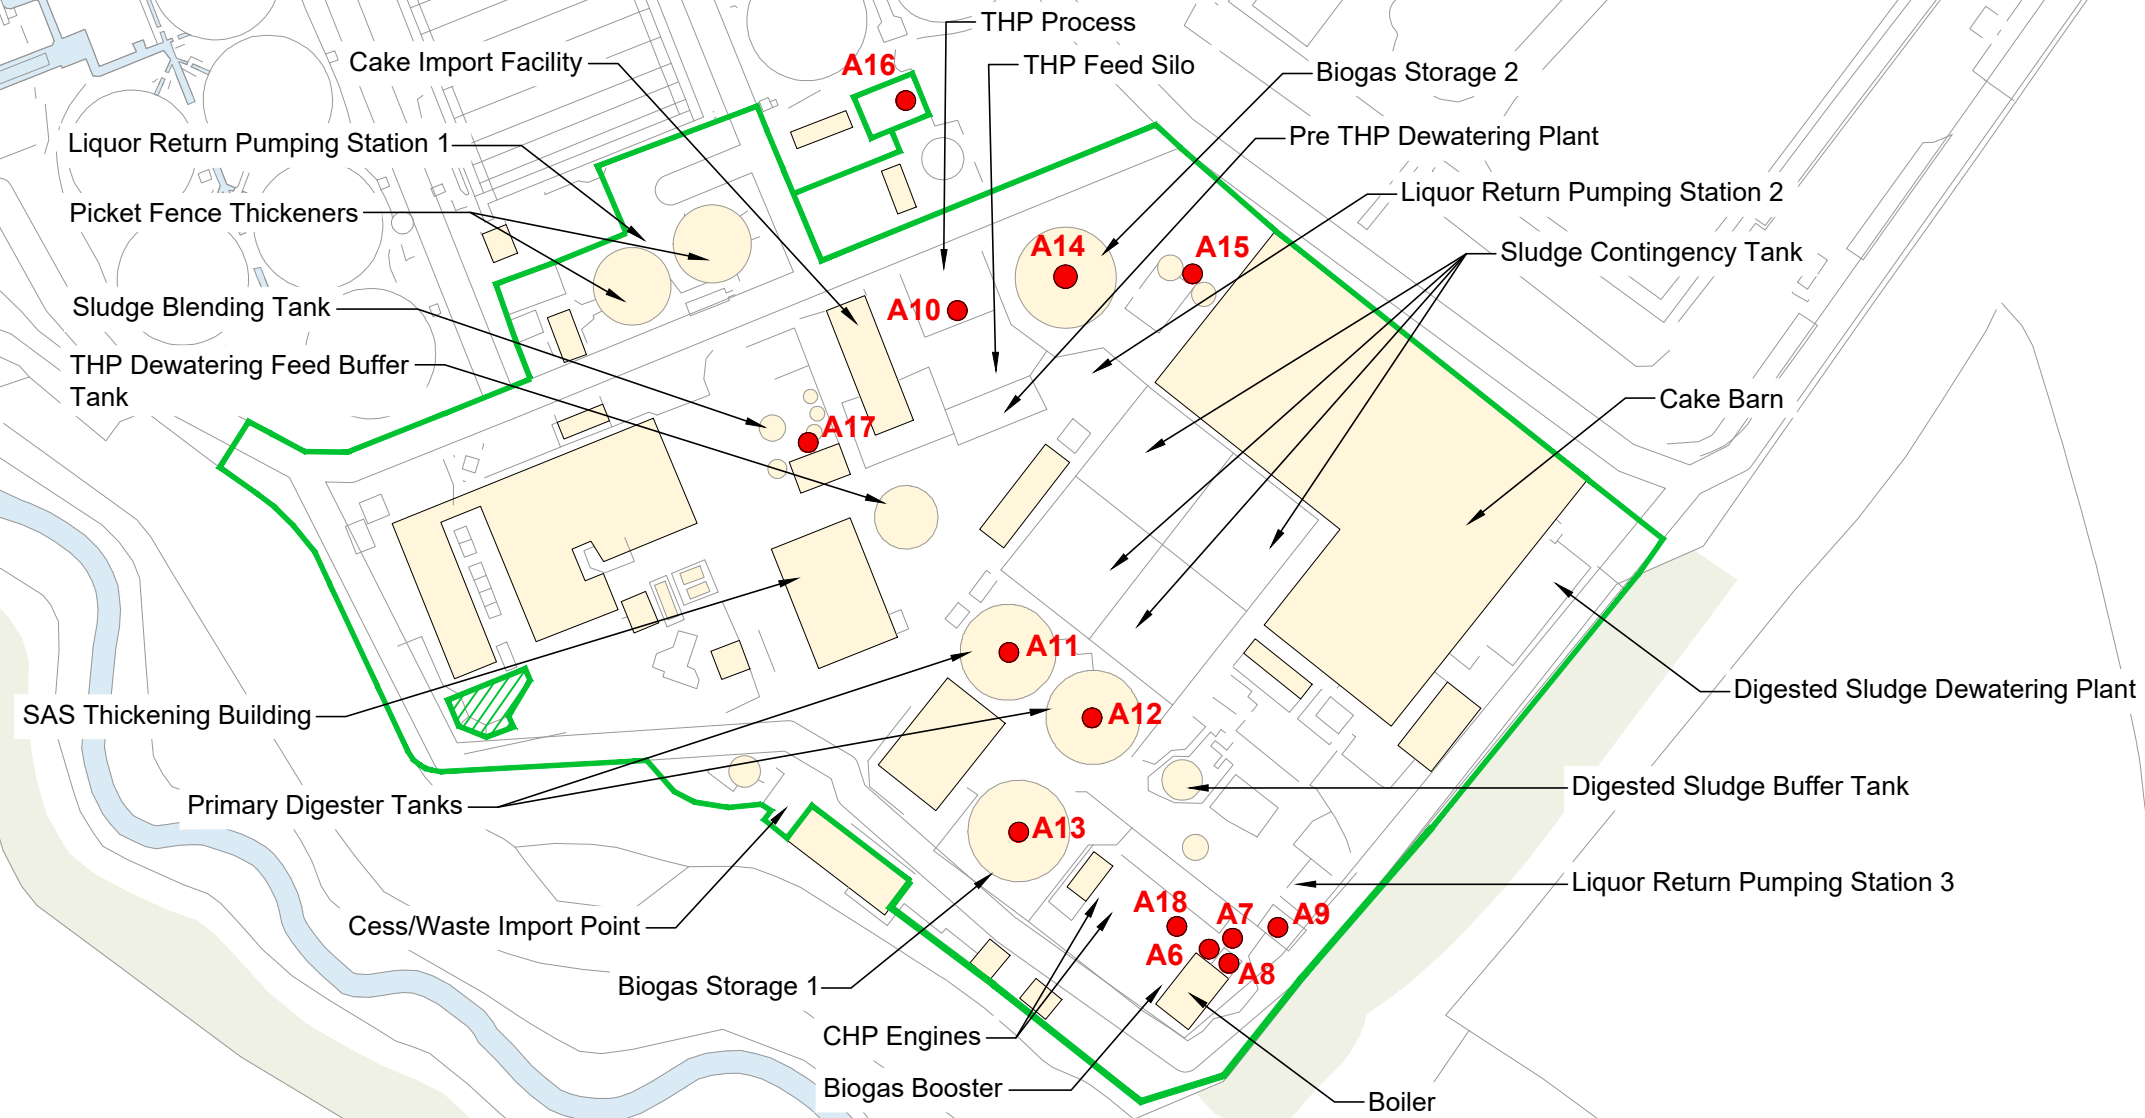 THP Process
Cake Import Facility
A16
THP Feed Silo
Biogas Storage 2
Liquor Return Pumping Station 1
Pre THP Dewatering Plant
Liquor Return Pumping Station 2
Picket Fence Thickeners
A14
A15
Sludge Contingency Tank
Sludge Blending Tank
A10
THP Dewatering Feed Buffer
Tank
Cake Barn
A17
A11
SAS Thickening Building
A12
Digested Sludge Dewatering Plant
Primary Digester Tanks
Digested Sludge Buffer Tank
A13
Liquor Return Pumping Station 3
Cess/Waste Import Point
A18
A7
A9
A6
A8
Biogas Storage 1
CHP Engines
Biogas Booster
Boiler